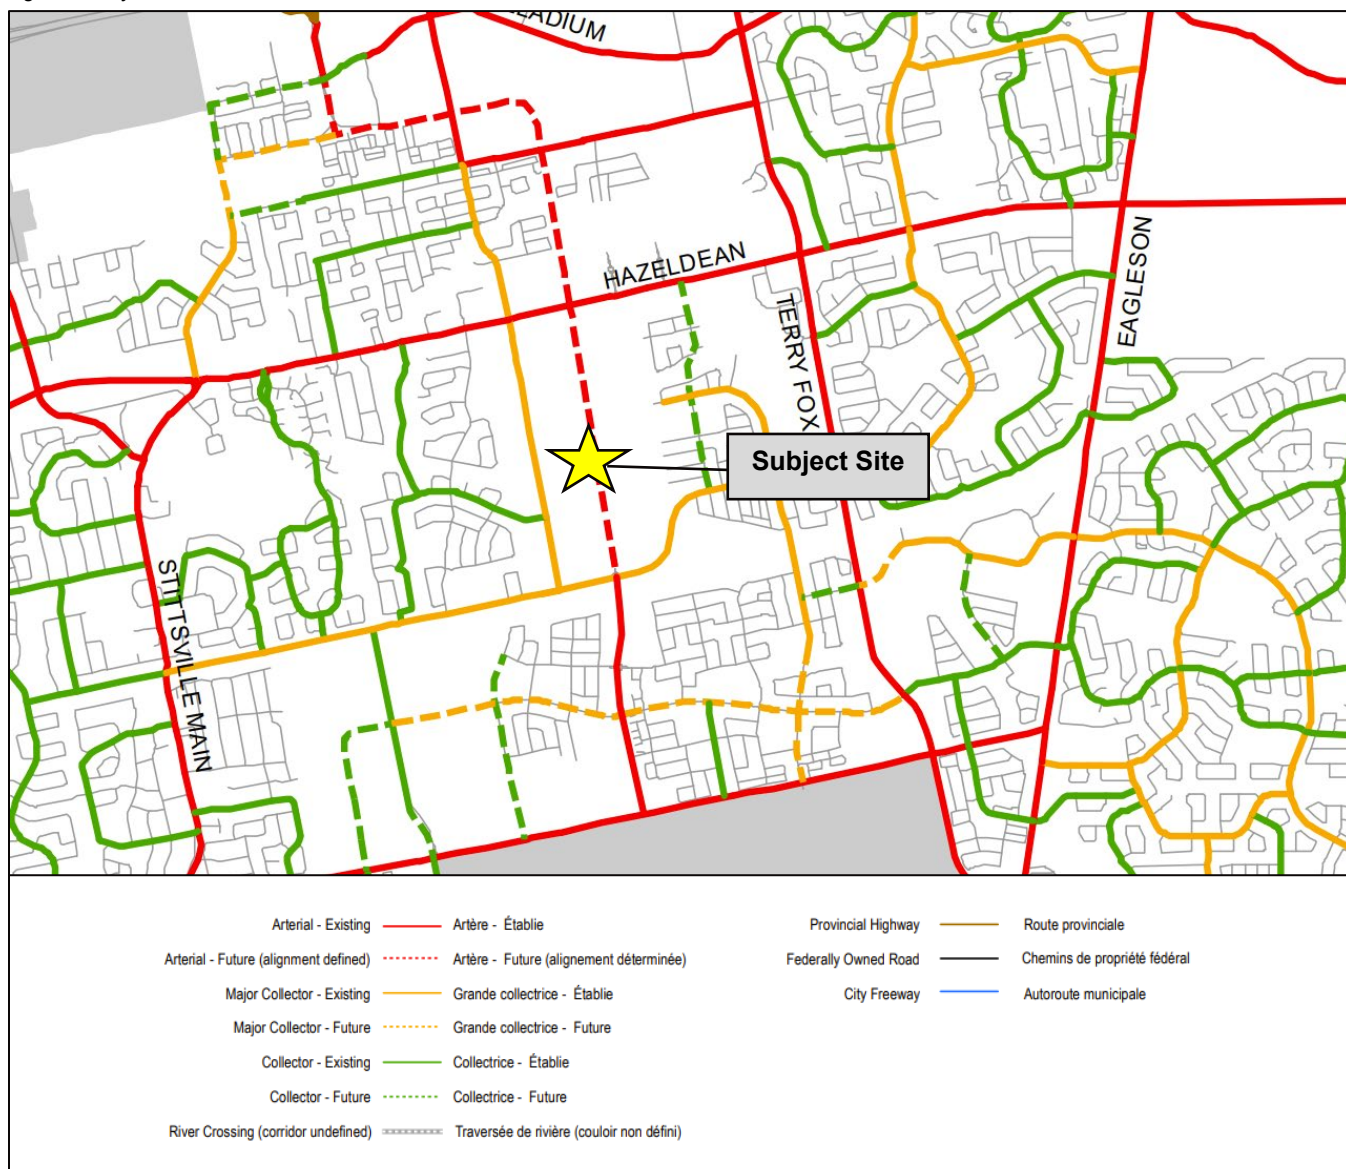 LADIUM
HAZELDEAN
TERRY FOX
EAGLESON
Subject Site
STITTSVILLE MAIN
Arterial - Existing Artère - Établie
Arterial - Future (alignment defined) Artère - Future (alignement déterminée)
Major Collector - Existing Grande collectrice - Établie
Major Collector - Future Grande collectrice - Future
Collector - Existing Collectrice - Établie
Collector - Future Collectrice - Future
River Crossing (corridor undefined) Traversée de rivière (couloir non défini)
Provincial Highway Route provinciale
Federally Owned Road Chemins de propriété fédéral
City Freeway Autoroute municipale